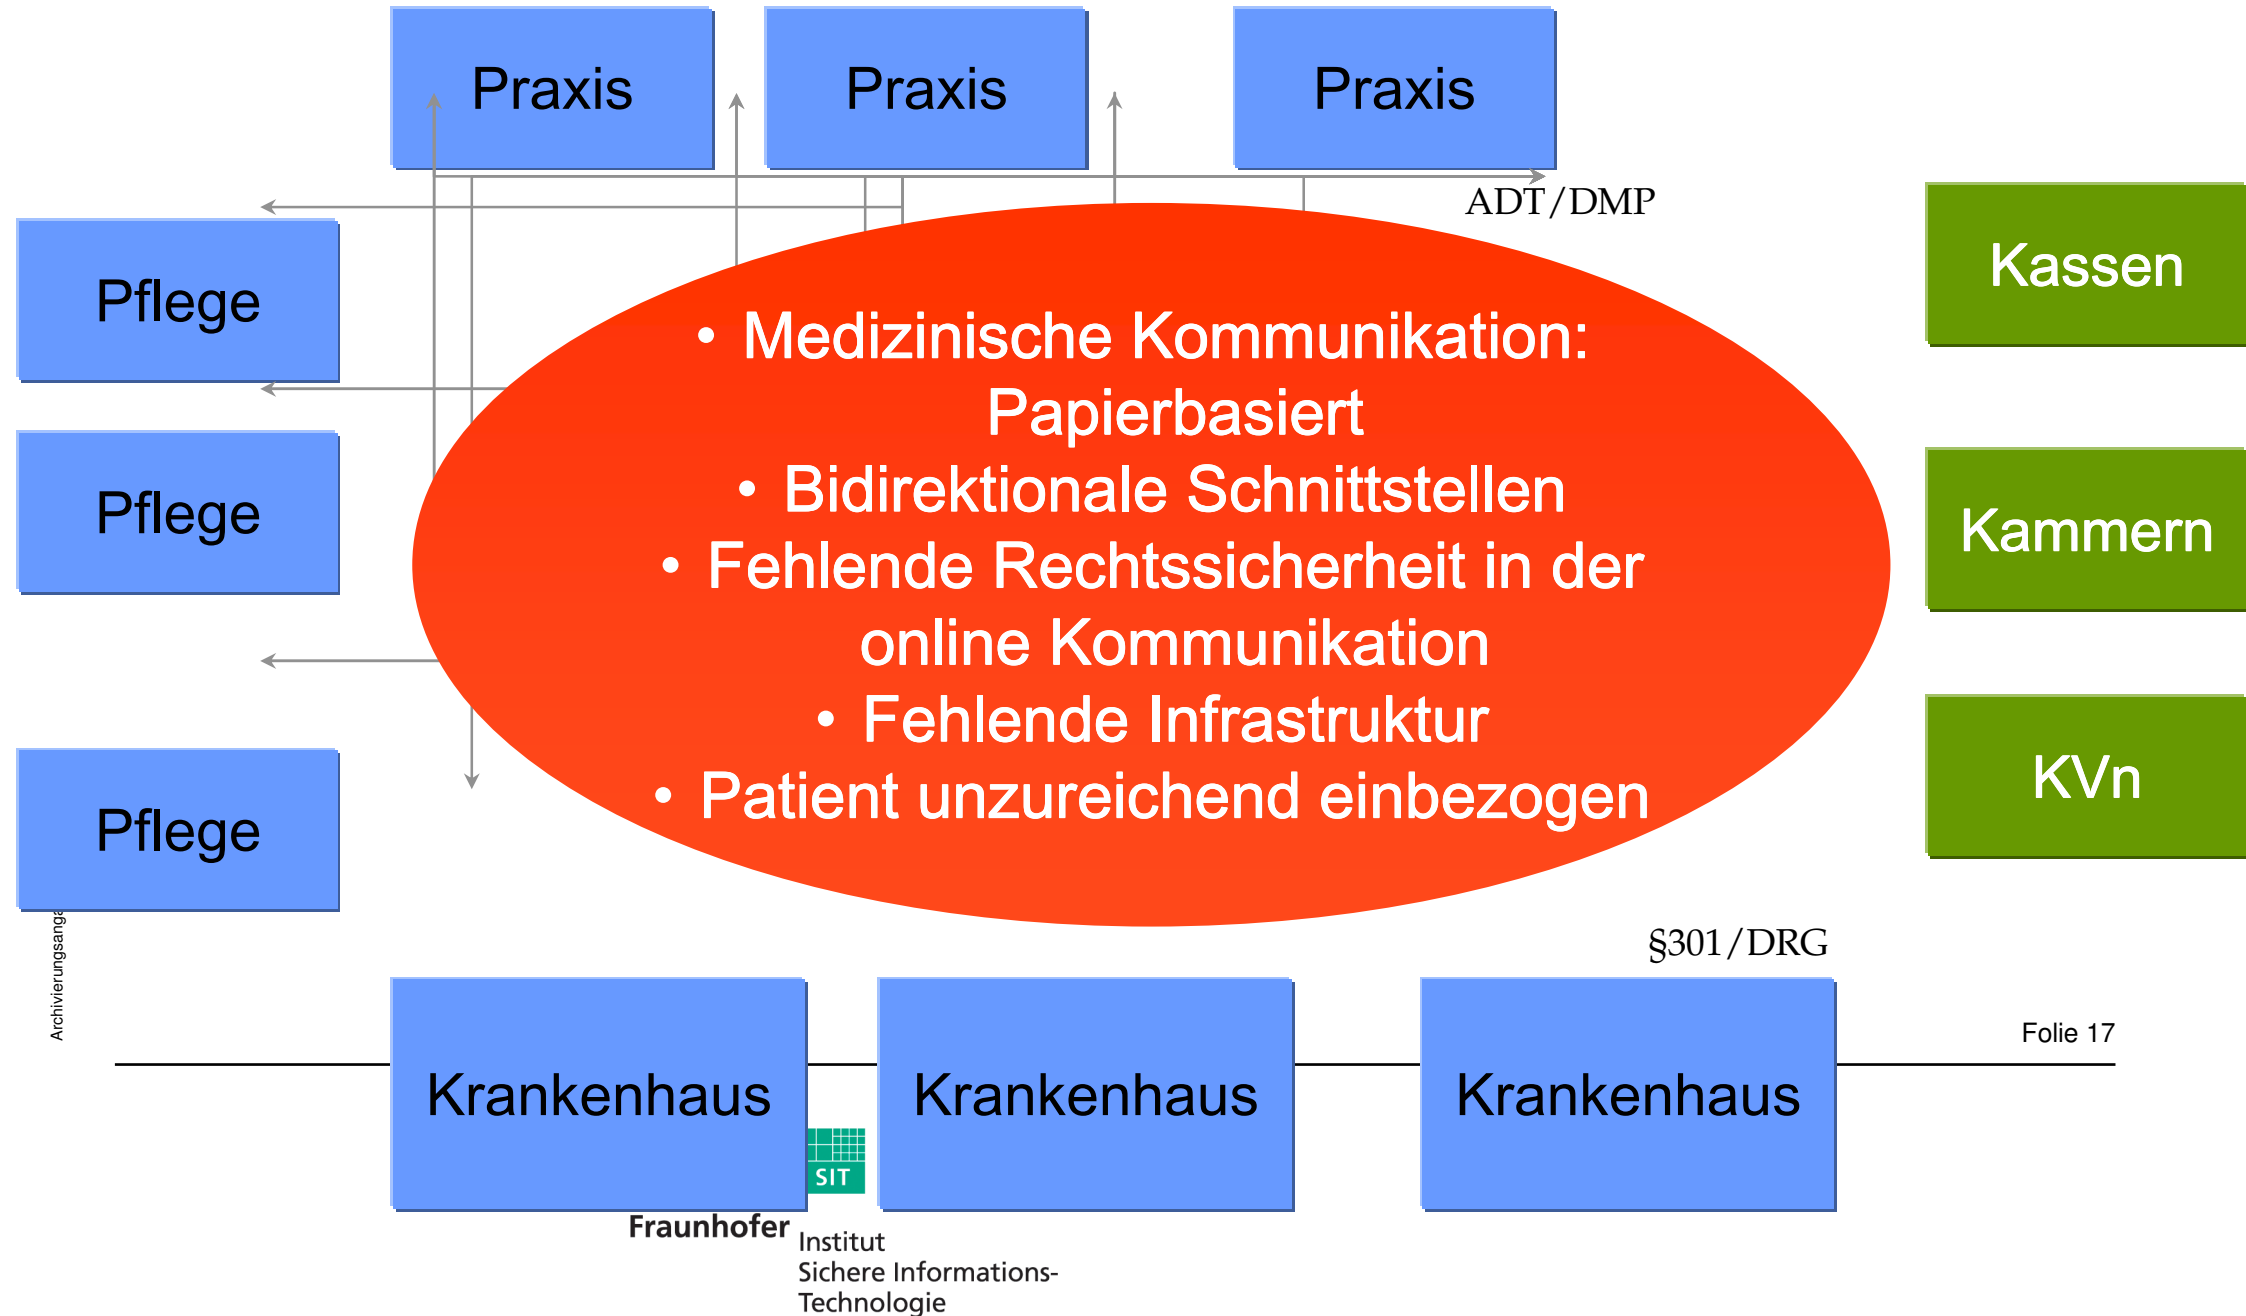 Praxis Praxis Praxis
ADT/DMP
Pflege
Kassen
• Medizinische Kommunikation:
Papierbasiert
• Bidirektionale Schnittstellen
• Fehlende Rechtssicherheit in der
online Kommunikation
• Fehlende Infrastruktur
• Patient unzureichend einbezogen
Pflege
Kammern
Pflege
KVn
§301/DRG
Folie 17
Krankenhaus Krankenhaus Krankenhaus
SIT
Fraunhofer
Institut
Sichere Informations-
Technologie